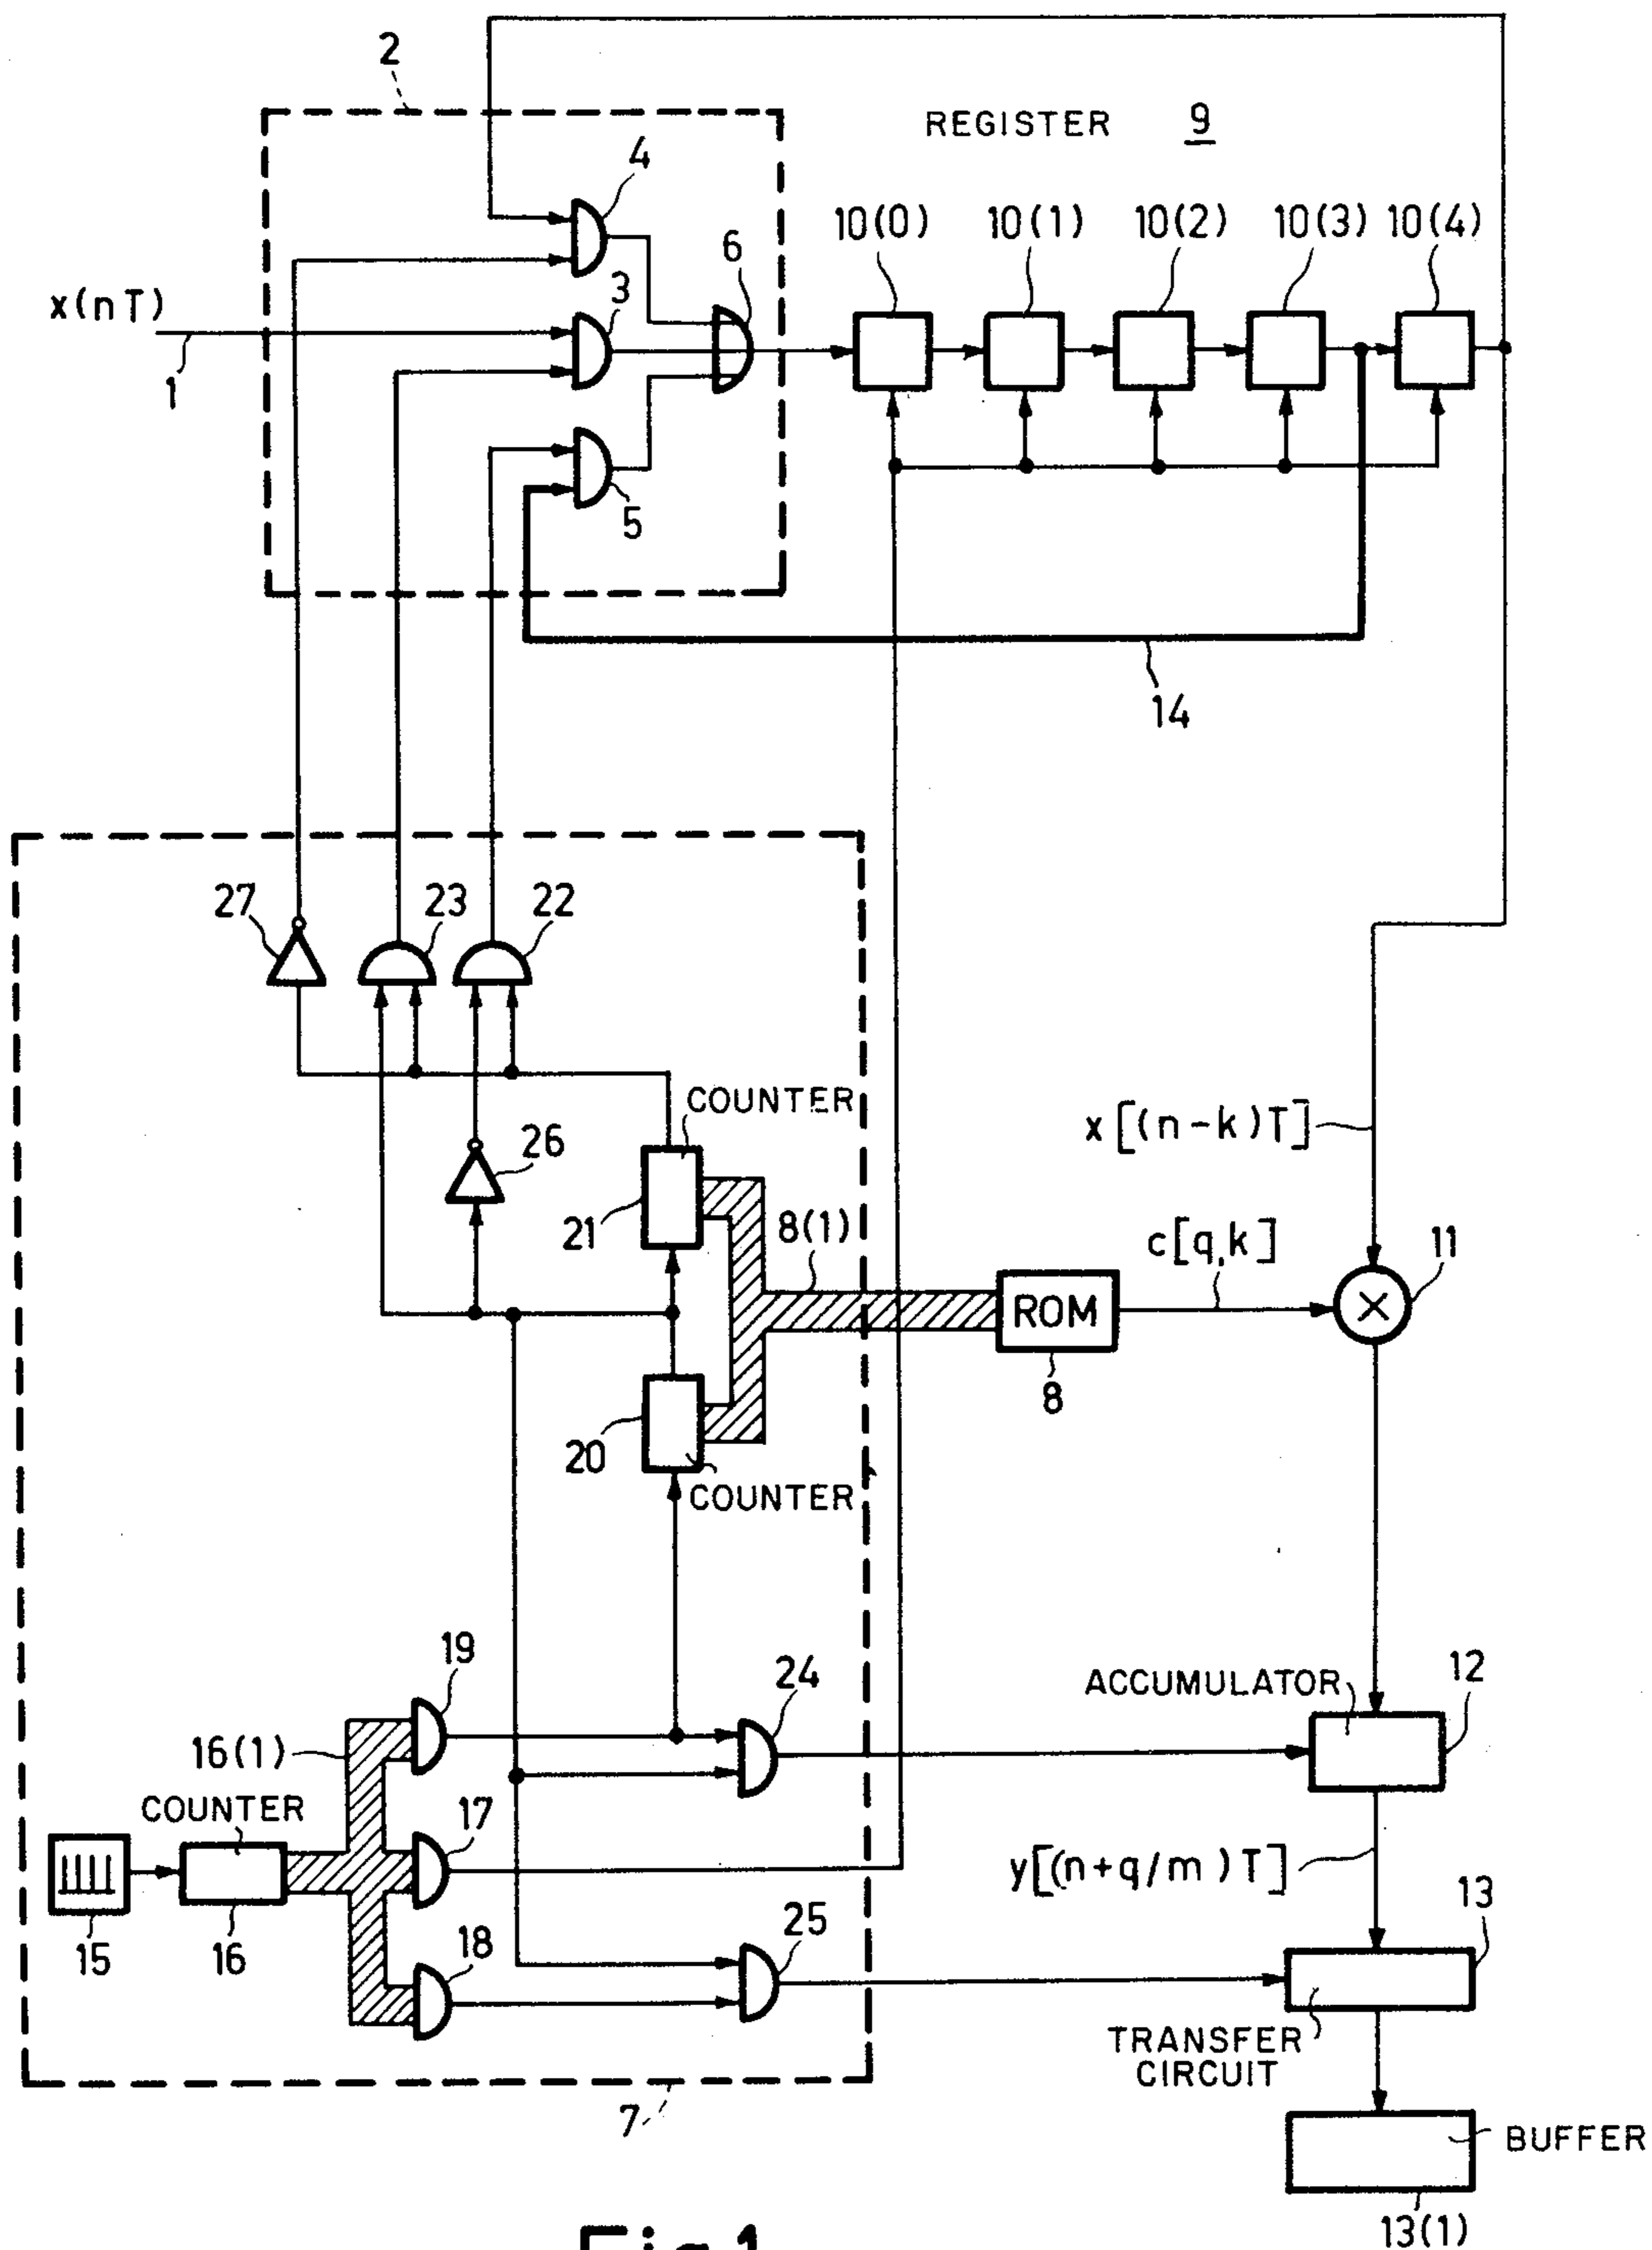 2
REGISTER 9
4
10(0) 10(1) 10(2) 10(3) 10(4)
6
3
x(nT)
1
5
14
27 23 22
COUNTER
26
x[(n-k)T]
21
8(1)
c[q,k]
11
ROM
8
20
COUNTER
19
24
ACCUMULATOR
12
16(1)
COUNTER
17
y[(n+q/m)T]
13
25
15
16
18
TRANSFER
CIRCUIT
7
BUFFER
13(1)
Fig.1